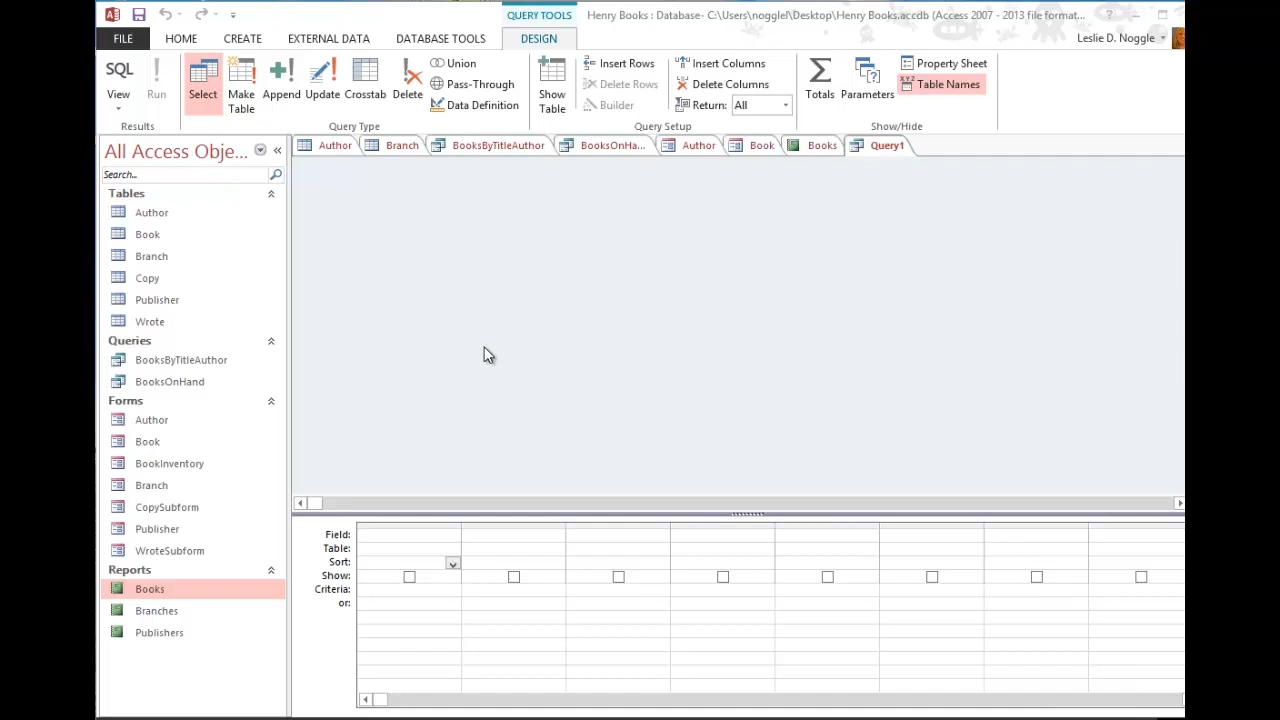 QUERY TOOLS
Henry Books : Database- C:\Users\nogglel\Desktop\Henry Books.accdb (Access 2007 - 2013 file format...
?
FILE HOME CREATE EXTERNAL DATA DATABASE TOOLS DESIGN
Leslie D. Noggle
SQL View
Run
Results
Select
Make Table
Append
Update
Crosstab
Delete
Union
Pass-Through
Data Definition
Query Type
Show Table
Insert Rows
Delete Rows
Builder
Insert Columns
Delete Columns
Return: All
Query Setup
Totals
Parameters
Property Sheet
XYZ Table Names
Show/Hide
All Access Obje...
Search...
Tables
Author
Book
Branch
Copy
Publisher
Wrote
Queries
BooksByTitleAuthor
BooksOnHand
Forms
Author
Book
BookInventory
Branch
CopySubform
Publisher
WroteSubform
Reports
Books
Branches
Publishers
Author
Branch
BooksByTitleAuthor
BooksOnHa...
Author
Book
Books
Query1
Field:
Table:
Sort:
Show:
Criteria:
or: